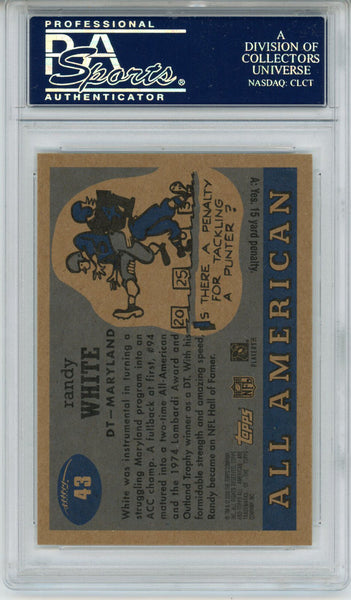 PROFESSIONAL
PSA
Sports
AUTHENTICATOR
A
DIVISION OF
COLLECTORS
UNIVERSE
NASDAQ: CLCT
43
randy
WHITE
DT—MARYLAND
White was instrumental in turning a
struggling Maryland program into an
ACC champ. A fullback at first, #94
matured into a two-time All-American
and the 1974 Lombardi Award and
Outland Trophy winner as a DT. With his
formidable strength and amazing speed,
Randy became an NFL Hall of Famer.
20 25 30
IS THERE A PENALTY
FOR TACKLING
A PUNTER?
A: Yes. 15 yard penalty.
PLAYERS
NFL
Topps
ALL AMERICAN